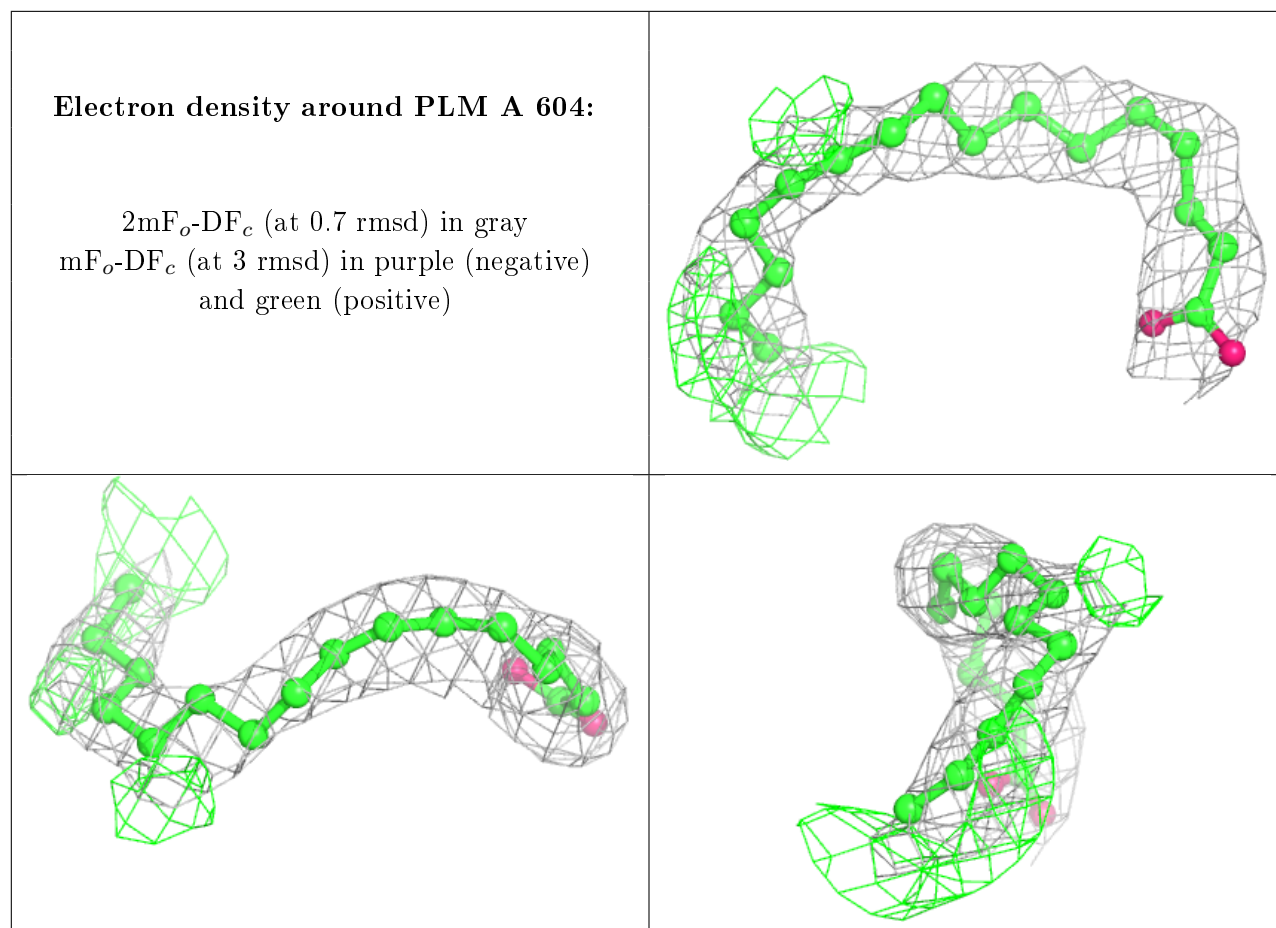 Electron density around PLM A 604:
2mFₒ-DF𝒸 (at 0.7 rmsd) in gray
mFₒ-DF𝒸 (at 3 rmsd) in purple (negative)
and green (positive)